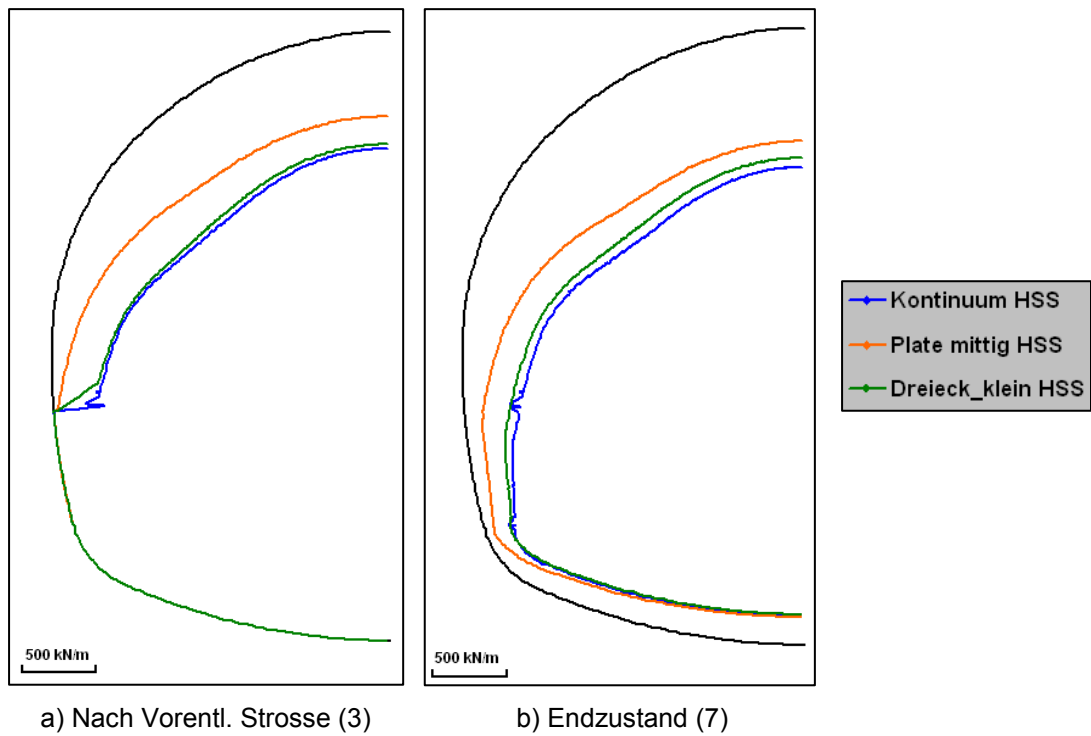 500 kN/m
500 kN/m
Kontinuum HSS
Plate mittig HSS
Dreieck_klein HSS
a) Nach Vorentl. Strosse (3)
b) Endzustand (7)